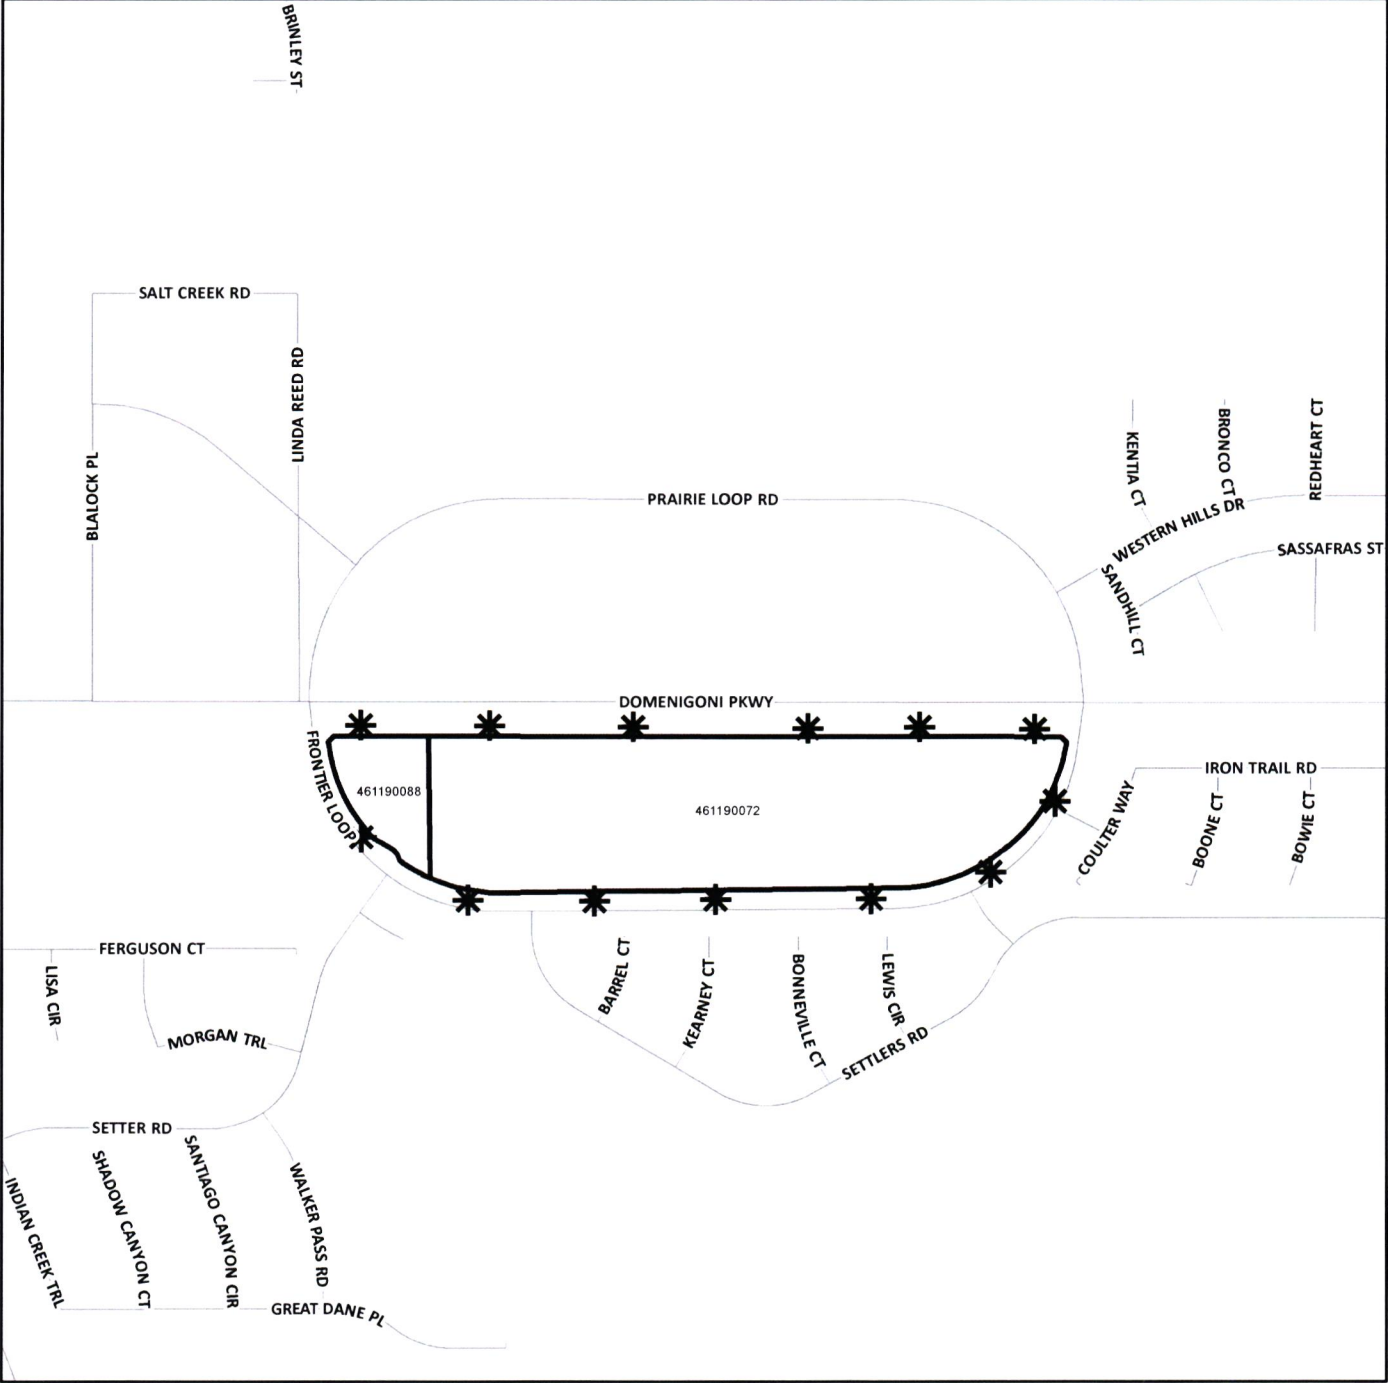 BRINLEY ST
SALT CREEK RD
LINDA REED RD
BLALOCK PL
PRAIRIE LOOP RD
KENTIA CT
BRONCO CT
REDHEART CT
WESTERN HILLS DR
SASSAFRAS ST
SANDHILL CT
DOMENIGONI PKWY
FRONTIER LOOP
461190088
461190072
IRON TRAIL RD
COULTER WAY
BOONE CT
BOWIE CT
FERGUSON CT
LISA CIR
MORGAN TRL
BARREL CT
KEARNEY CT
BONNEVILLE CT
LEWIS CIR
SETTLERS RD
SETTER RD
INDIAN CREEK TRL
SHADOW CANYON CT
SANTIAGO CANYON CIR
WALKER PASS RD
GREAT DANE PL